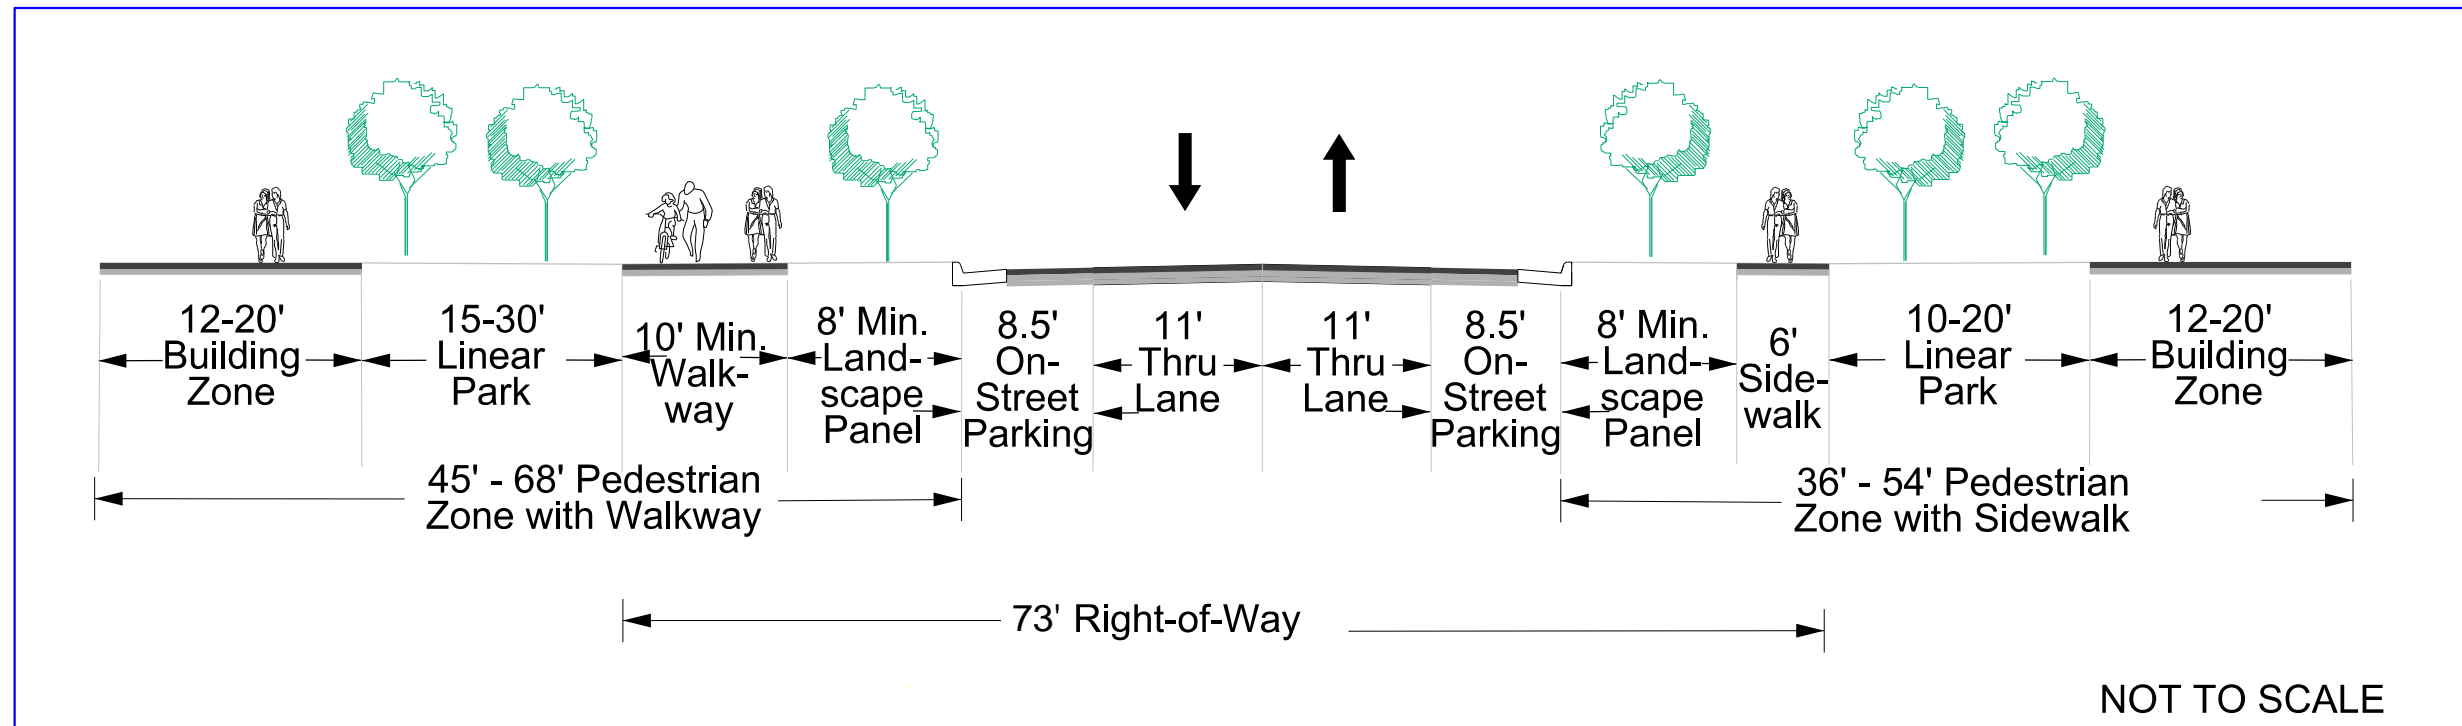 12-20'
Building
Zone
15-30'
Linear
Park
10' Min.
Walk-
way
8' Min.
Land-
scape
Panel
8.5'
On-
Street
Parking
11'
Thru
Lane
11'
Thru
Lane
8.5'
On-
Street
Parking
8' Min.
Land-
scape
Panel
6'
Side-
walk
10-20'
Linear
Park
12-20'
Building
Zone
45' - 68' Pedestrian
Zone with Walkway
36' - 54' Pedestrian
Zone with Sidewalk
73' Right-of-Way
NOT TO SCALE